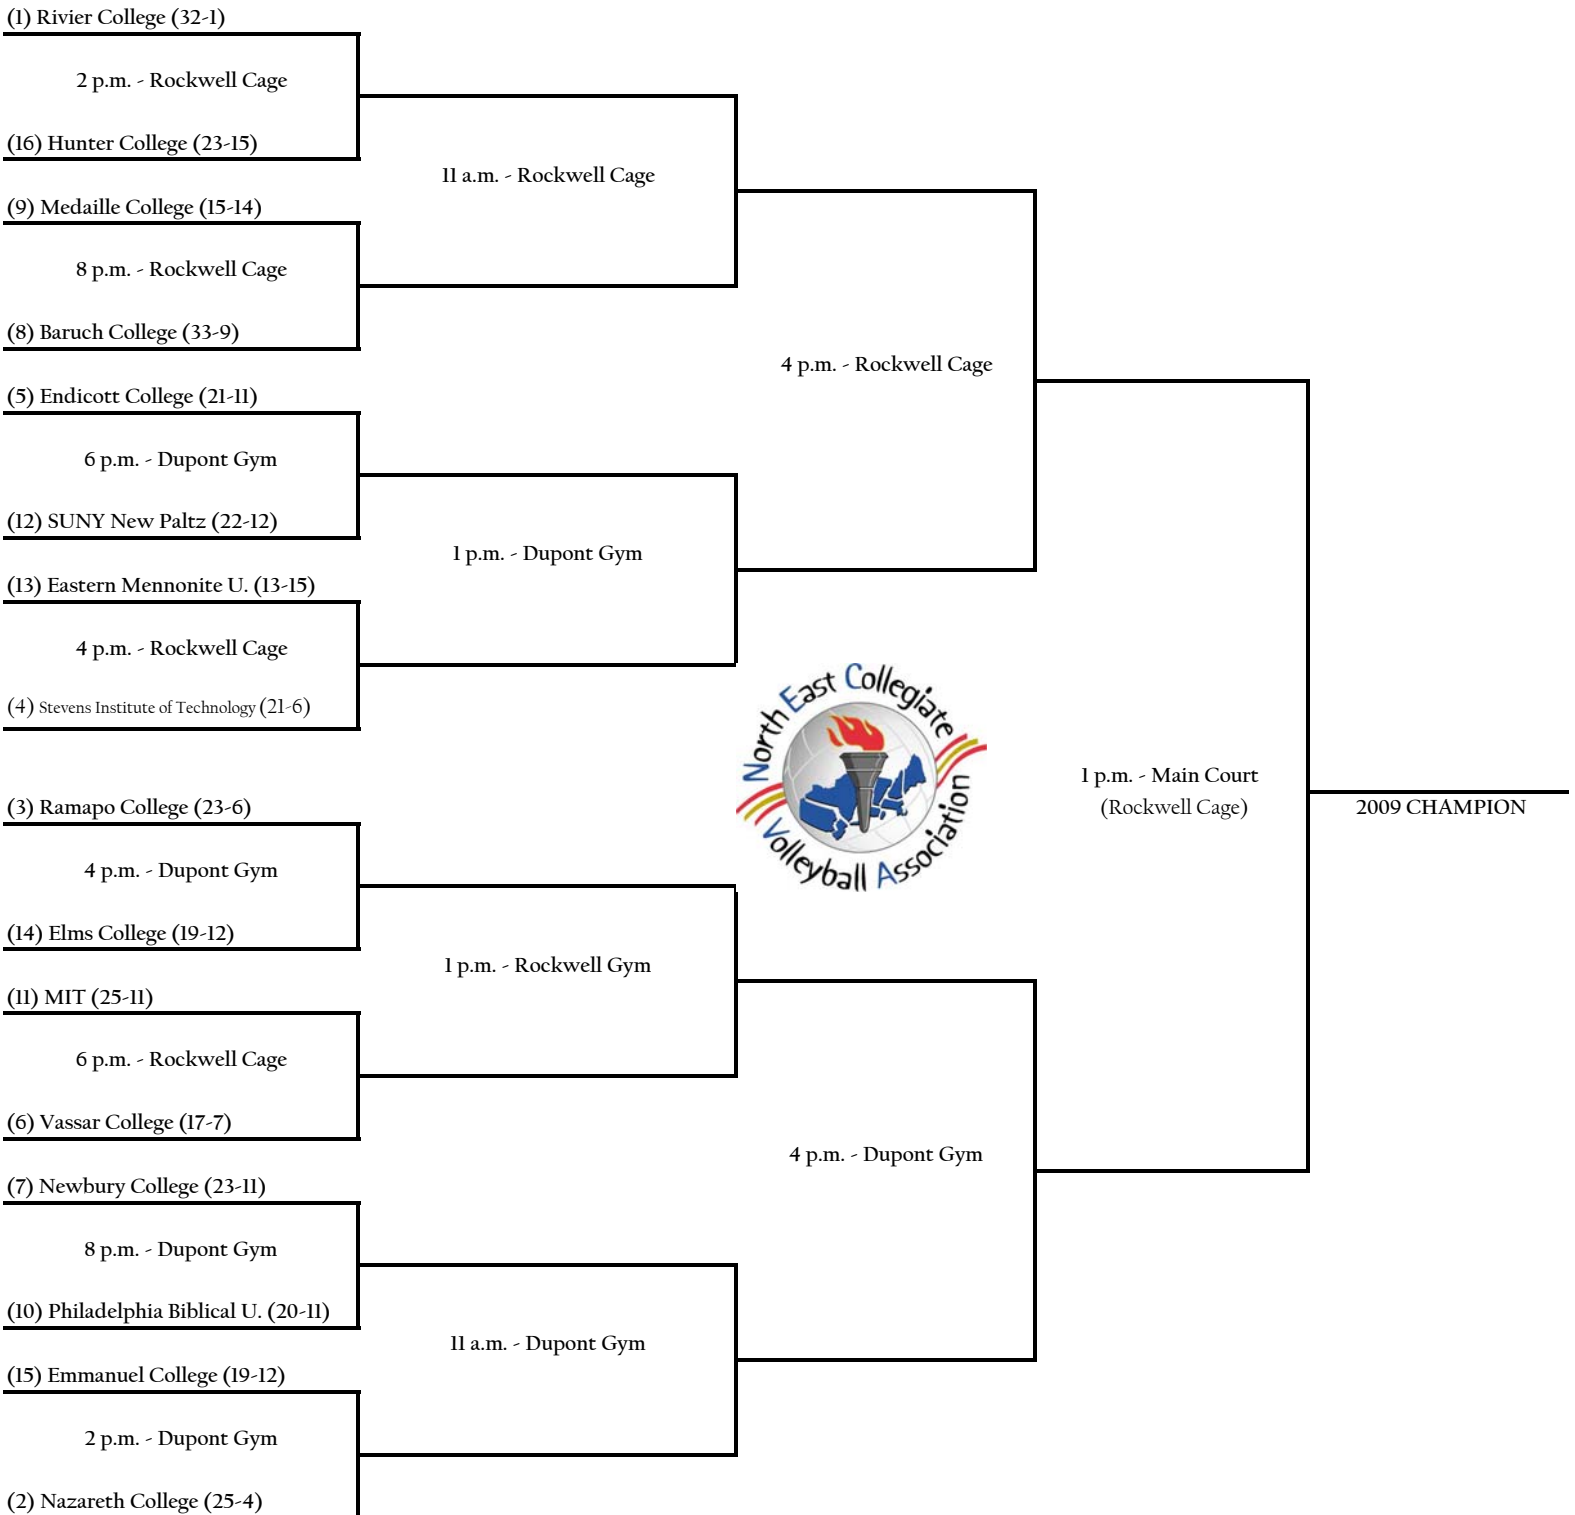 (1) Rivier College (32-1)
2 p.m. - Rockwell Cage
(16) Hunter College (23-15)
11 a.m. - Rockwell Cage
(9) Medaille College (15-14)
8 p.m. - Rockwell Cage
(8) Baruch College (33-9)
4 p.m. - Rockwell Cage
(5) Endicott College (21-11)
6 p.m. - Dupont Gym
(12) SUNY New Paltz (22-12)
1 p.m. - Dupont Gym
(13) Eastern Mennonite U. (13-15)
4 p.m. - Rockwell Cage
(4) Stevens Institute of Technology (21-6)
North East Collegiate
Volleyball Association
1 p.m. - Main Court
(Rockwell Cage)
2009 CHAMPION
(3) Ramapo College (23-6)
4 p.m. - Dupont Gym
(14) Elms College (19-12)
1 p.m. - Rockwell Gym
(11) MIT (25-11)
6 p.m. - Rockwell Cage
(6) Vassar College (17-7)
4 p.m. - Dupont Gym
(7) Newbury College (23-11)
8 p.m. - Dupont Gym
(10) Philadelphia Biblical U. (20-11)
11 a.m. - Dupont Gym
(15) Emmanuel College (19-12)
2 p.m. - Dupont Gym
(2) Nazareth College (25-4)